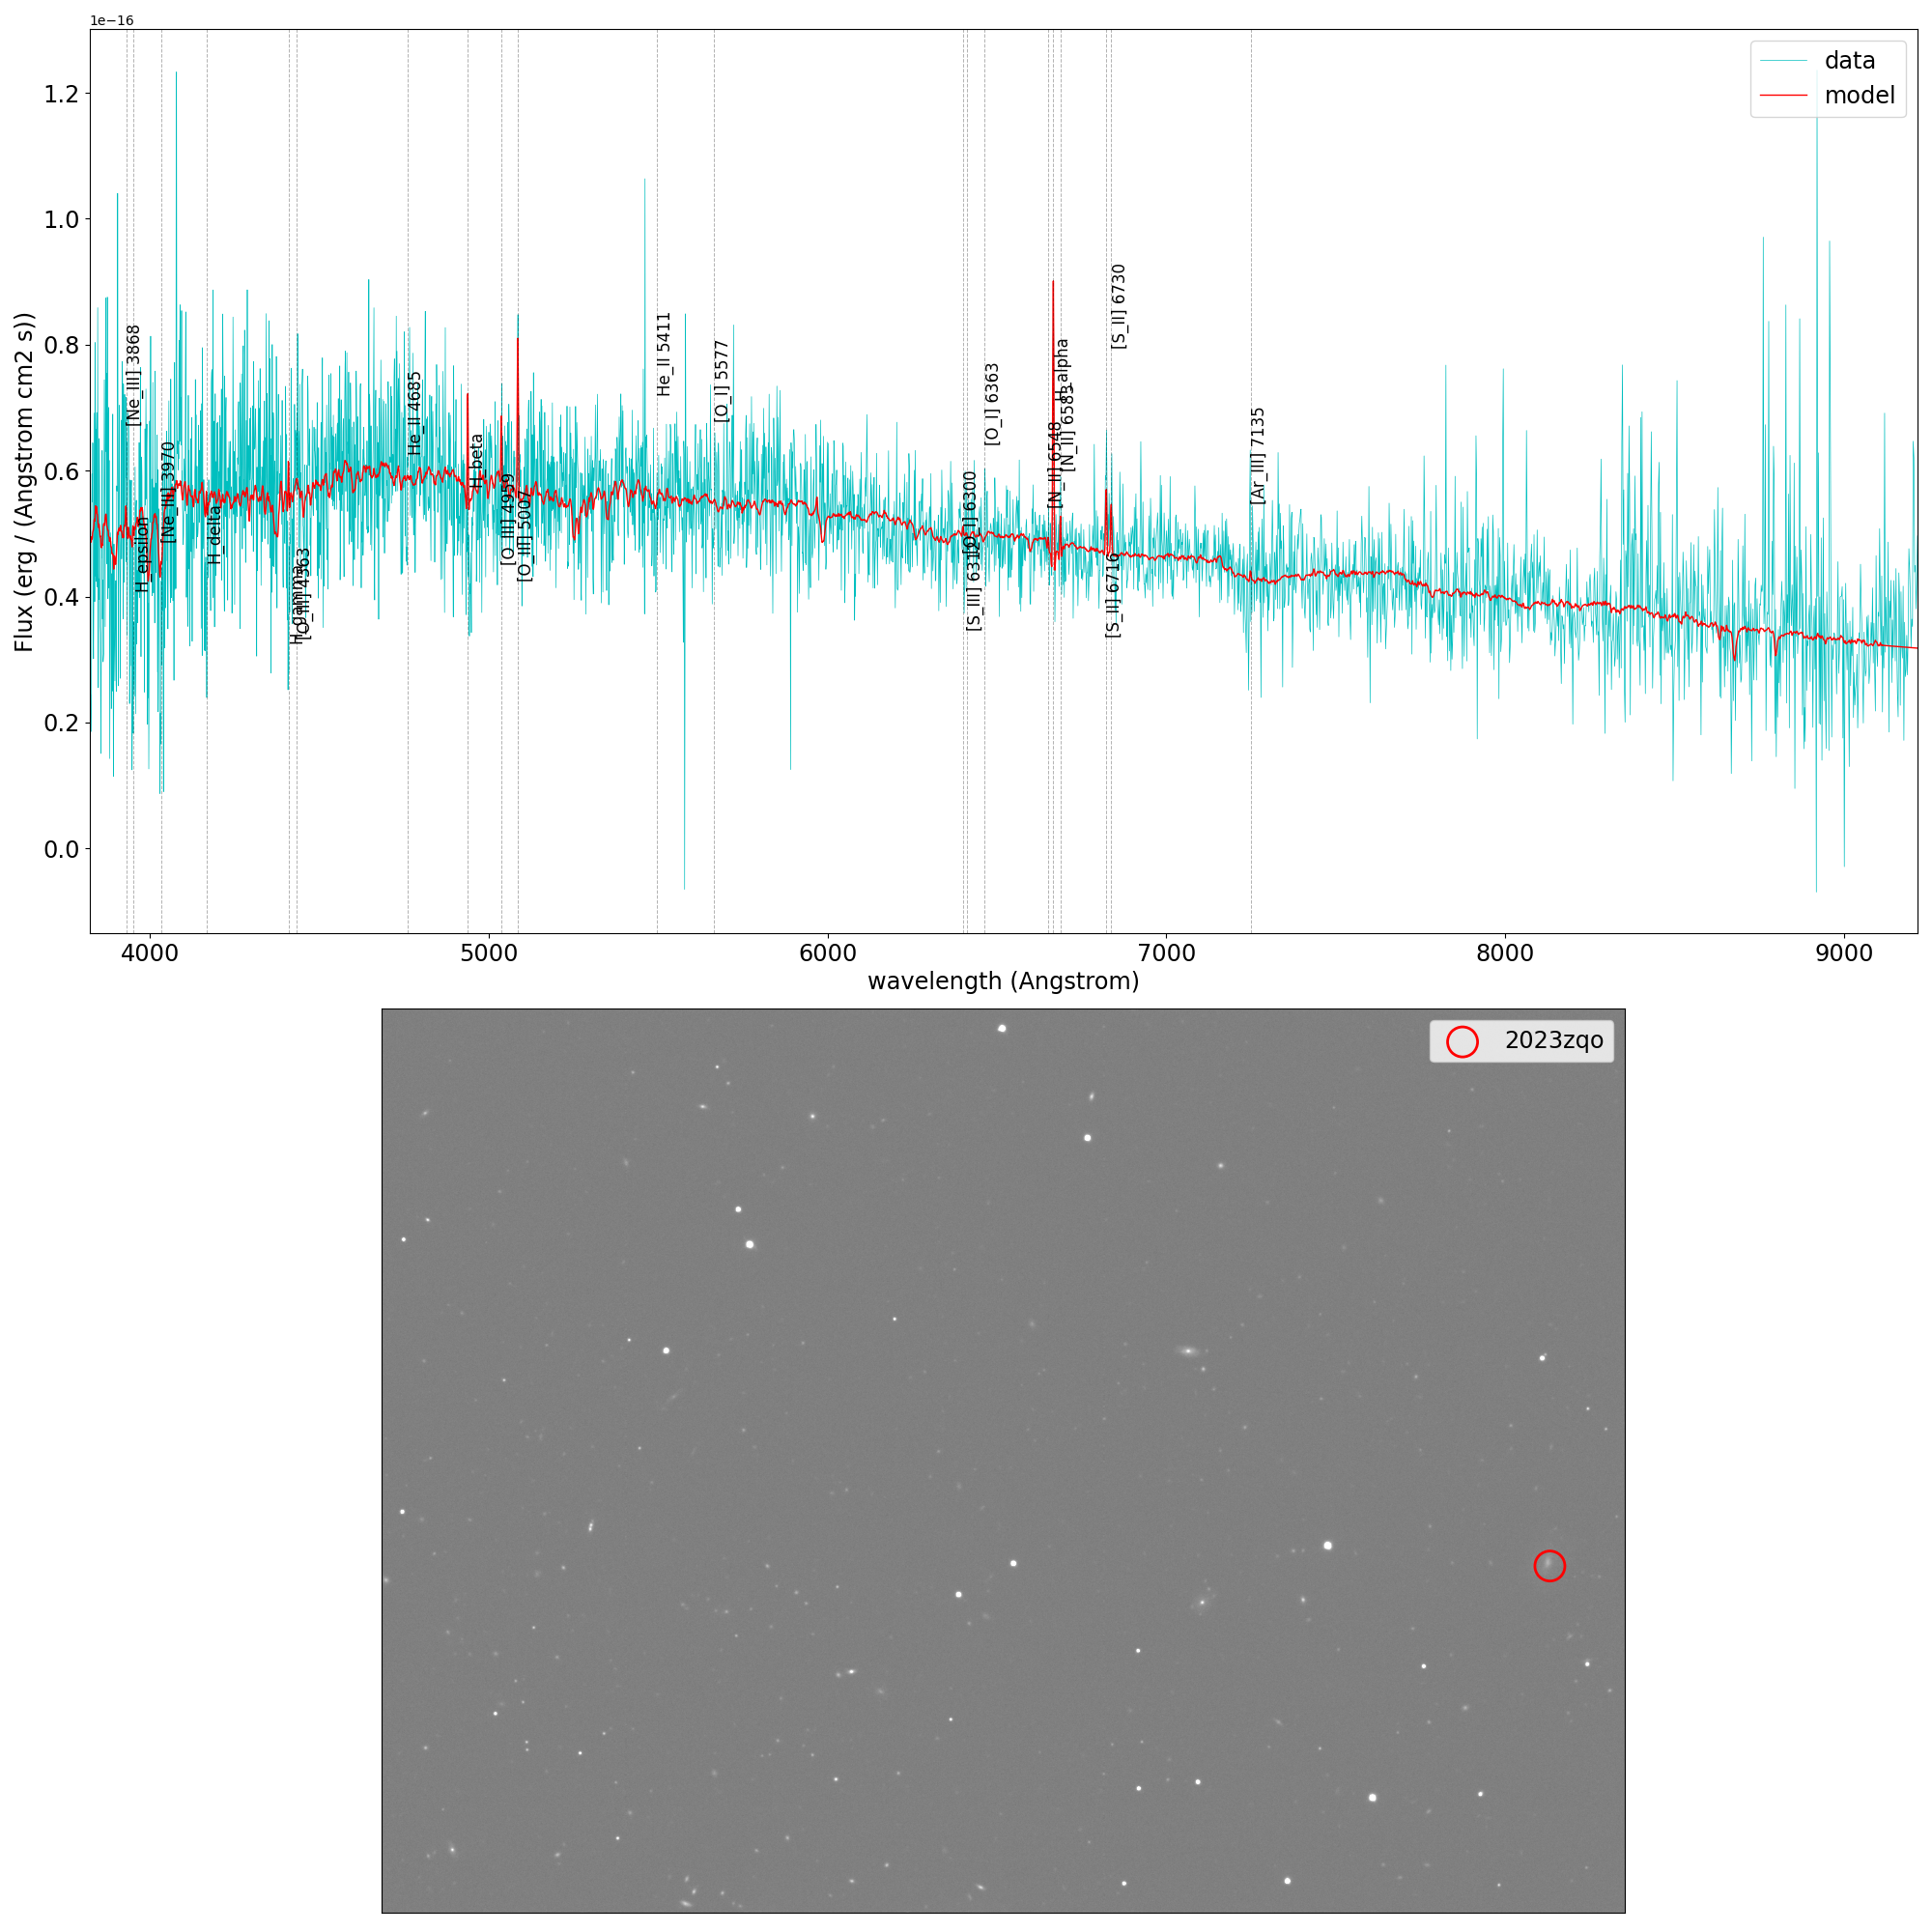 1e−16
data
model
1.2
1.0
0.8
0.6
0.4
0.2
0.0
Flux (erg / (Angstrom cm2 s))
[Ne_III] 3868
H_epsilon
[Ne_III] 3970
H_delta
H_gamma
[O_III] 4363
He_II 4685
H_beta
[O_III] 4959
[O_III] 5007
He_II 5411
[O_I] 5577
[O_I] 6300
[S_III] 6312
[O_I] 6363
[N_II] 6548
H_alpha
[N_II] 6583
[S_II] 6716
[S_II] 6730
[Ar_III] 7135
4000
5000
6000
7000
8000
9000
wavelength (Angstrom)
2023zqo